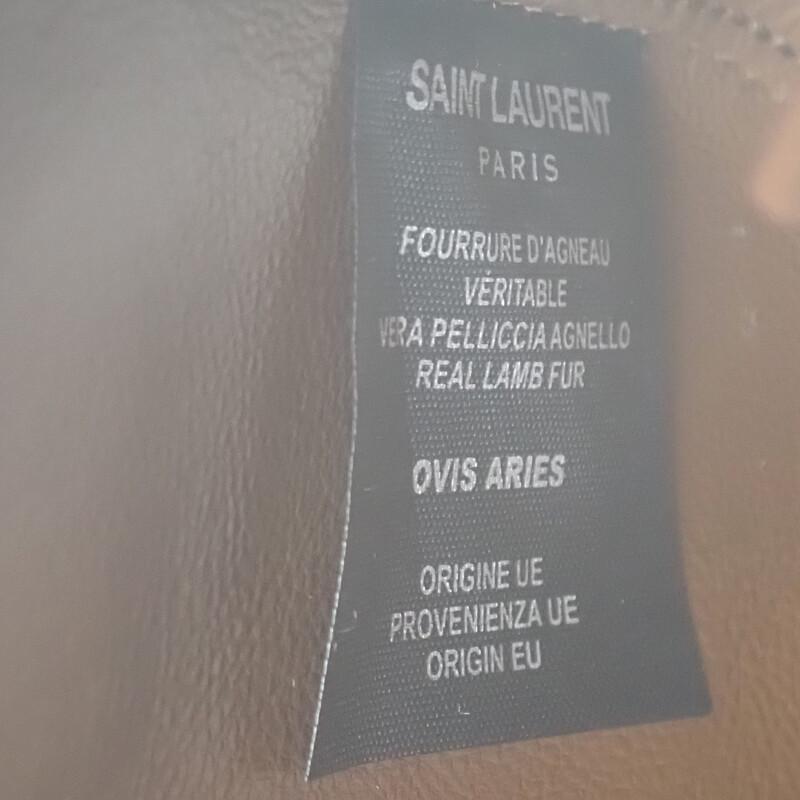 SAINT LAURENT
PARIS
FOURRURE D'AGNEAU
VÉRITABLE
VERA PELLICCIA AGNELLO
REAL LAMB FUR
OVIS ARIES
ORIGINE UE
PROVENIENZA UE
ORIGIN EU